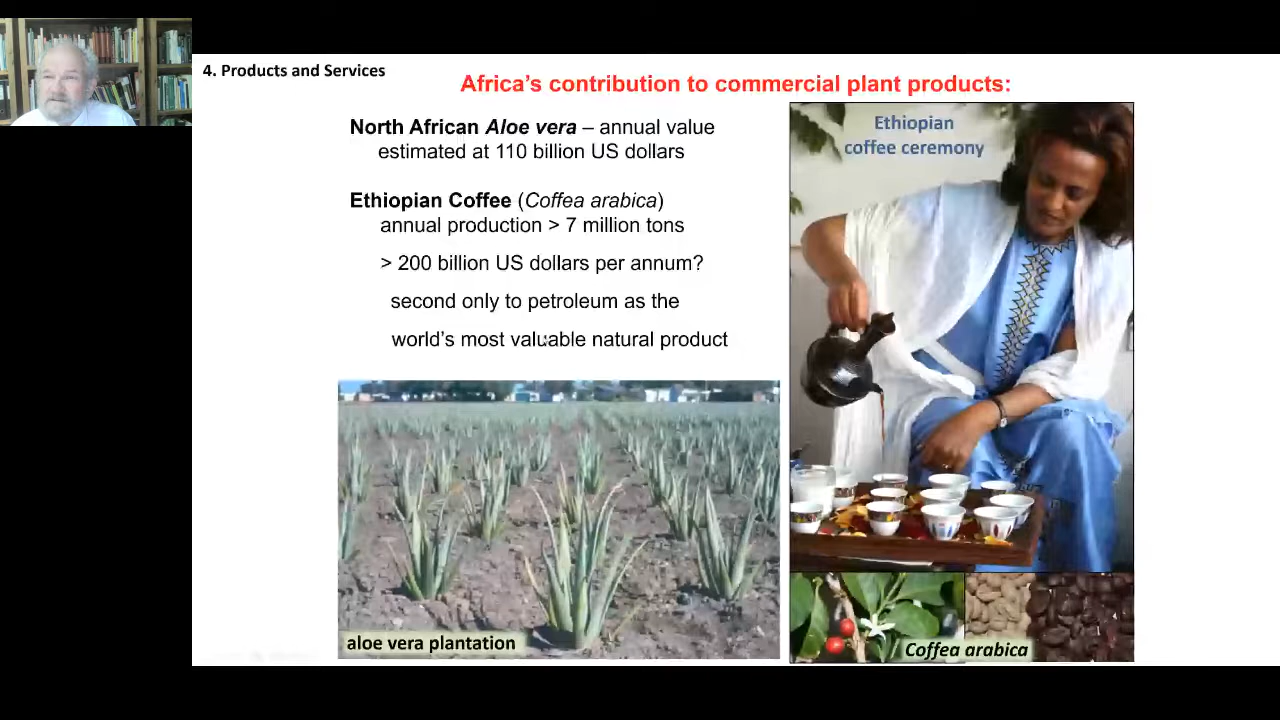 4. Products and Services
Africa's contribution to commercial plant products:
North African Aloe vera – annual value
estimated at 110 billion US dollars
Ethiopian Coffee (Coffea arabica)
annual production > 7 million tons
> 200 billion US dollars per annum?
second only to petroleum as the
world's most valuable natural product
Ethiopian
coffee ceremony
aloe vera plantation
Coffea arabica